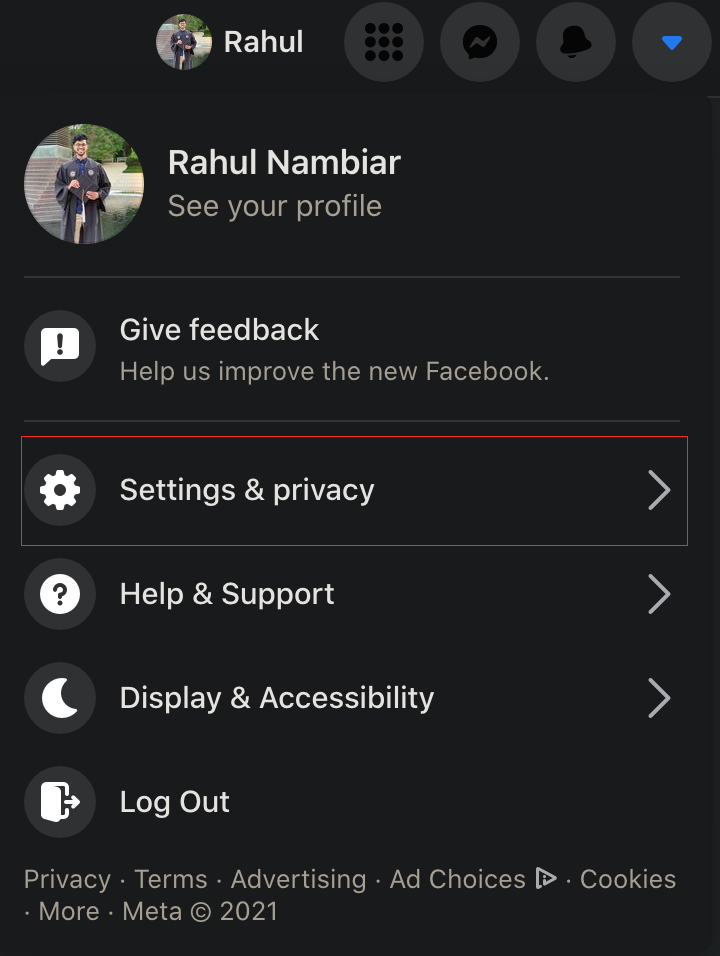 Rahul
Rahul Nambiar
See your profile
Give feedback
Help us improve the new Facebook.
Settings & privacy
Help & Support
Display & Accessibility
Log Out
Privacy · Terms · Advertising · Ad Choices · Cookies
· More · Meta © 2021